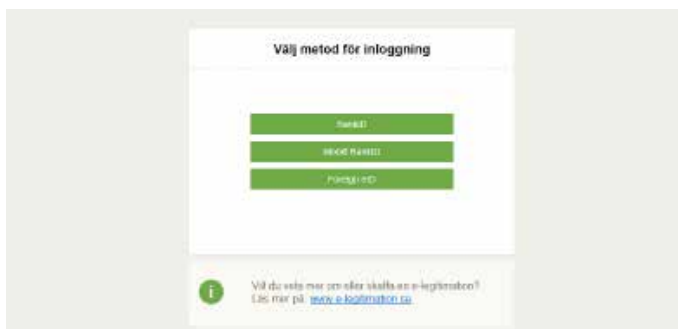 Välj metod för inloggning
BankID
Mobilt BankID
Foreign eID
i
Vill du veta mer om eller skaffa en e-legitimation?
Läs mer på: www.e-legitimation.se